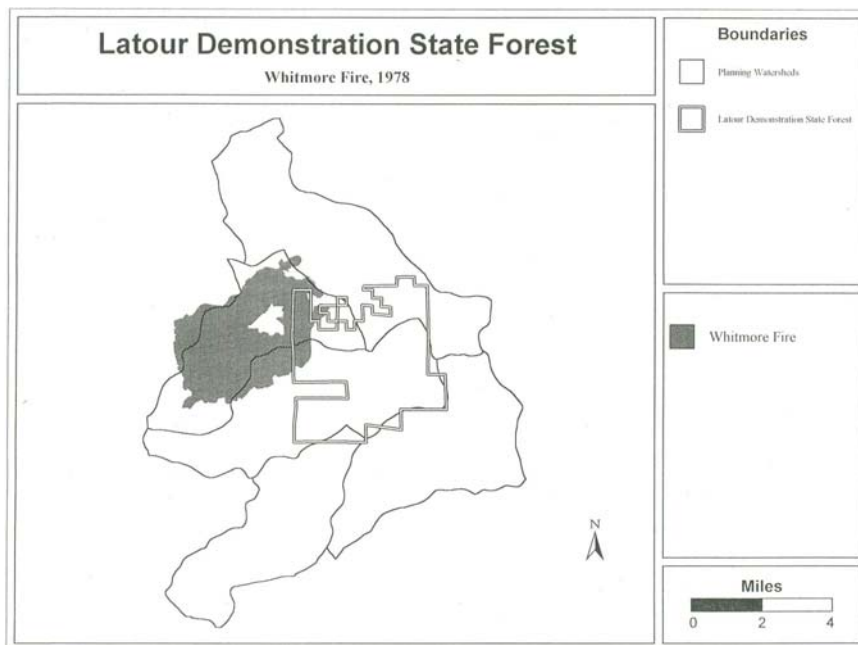 Latour Demonstration State Forest
Whitmore Fire, 1978
Boundaries
Planning Watersheds
Latour Demonstration State Forest
Whitmore Fire
N
Miles
0 2 4